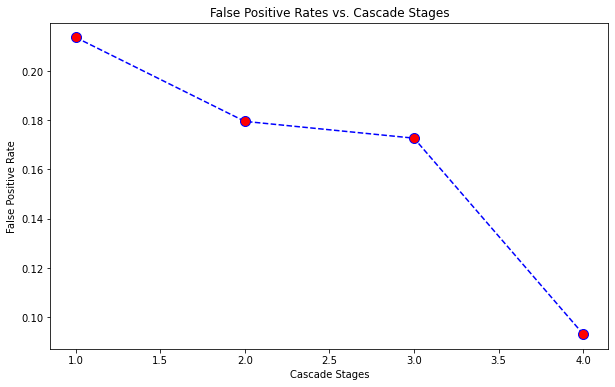 False Positive Rates vs. Cascade Stages
0.20
0.18
0.16
0.14
0.12
0.10
False Positive Rate
1.0 1.5 2.0 2.5 3.0 3.5 4.0
Cascade Stages